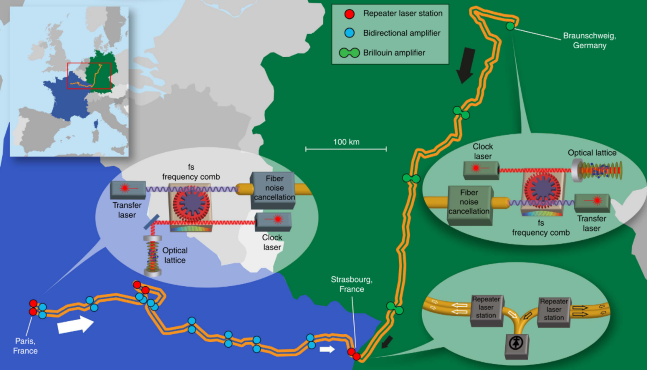 Repeater laser station
Bidirectional amplifier
Brillouin amplifier
Braunschweig,
Germany
100 km
fs
frequency comb
Fiber
noise
cancellation
Transfer
laser
Clock
laser
Optical
lattice
Clock
laser
Optical lattice
Fiber
noise
cancellation
Transfer
laser
fs
frequency comb
Strasbourg,
France
Repeater
laser
station
Repeater
laser
station
Paris,
France